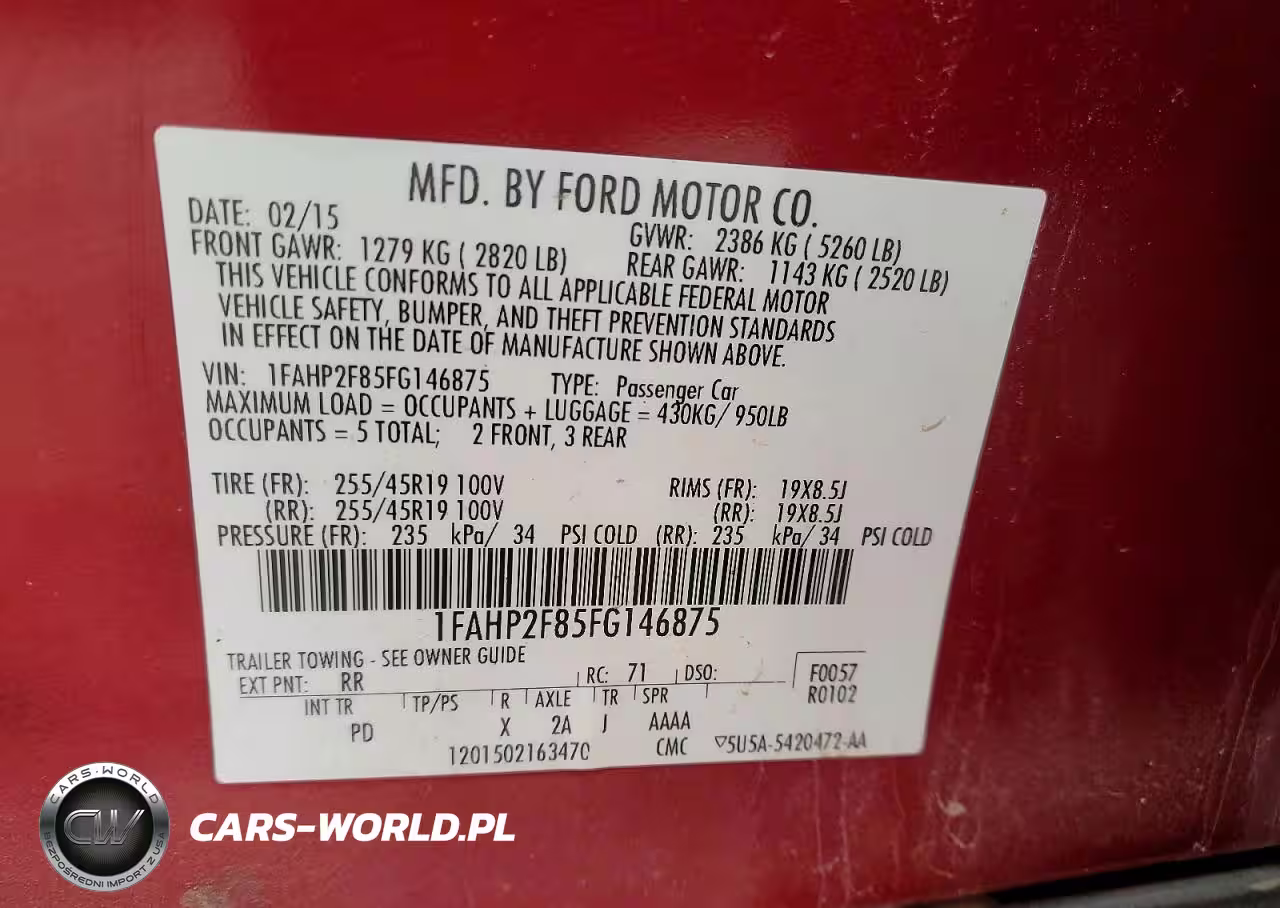 MFD. BY FORD MOTOR CO.
DATE: 02/15 GVWR: 2386 KG ( 5260 LB)
FRONT GAWR: 1279 KG ( 2820 LB) REAR GAWR: 1143 KG ( 2520 LB)
THIS VEHICLE CONFORMS TO ALL APPLICABLE FEDERAL MOTOR
VEHICLE SAFETY, BUMPER, AND THEFT PREVENTION STANDARDS
IN EFFECT ON THE DATE OF MANUFACTURE SHOWN ABOVE.
VIN: 1FAHP2F85FG146875 TYPE: Passenger Car
MAXIMUM LOAD = OCCUPANTS + LUGGAGE = 430KG/ 950LB
OCCUPANTS = 5 TOTAL; 2 FRONT, 3 REAR
TIRE (FR): 255/45R19 100V RIMS (FR): 19X8.5J
(RR): 255/45R19 100V (RR): 19X8.5J
PRESSURE (FR): 235 kPa/ 34 PSI COLD (RR): 235 kPa/ 34 PSI COLD
1FAHP2F85FG146875
TRAILER TOWING - SEE OWNER GUIDE
EXT PNT: RR RC: 71 DSO: F0057
R0102
INT TR TP/PS R AXLE TR SPR
PD X 2A J AAAA
1201502163470 CMC ▽5U5A-5420472-AA
CARS-WORLD
CW
BEZPOŚREDNI IMPORT Z USA
CARS-WORLD.PL